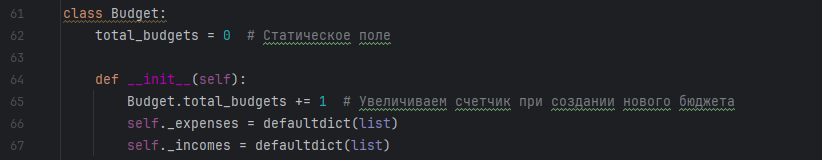 61 class Budget:
62     total_budgets = 0  # Статическое поле
63
64     def __init__(self):
65         Budget.total_budgets += 1  # Увеличиваем счетчик при создании нового бюджета
66         self._expenses = defaultdict(list)
67         self._incomes = defaultdict(list)